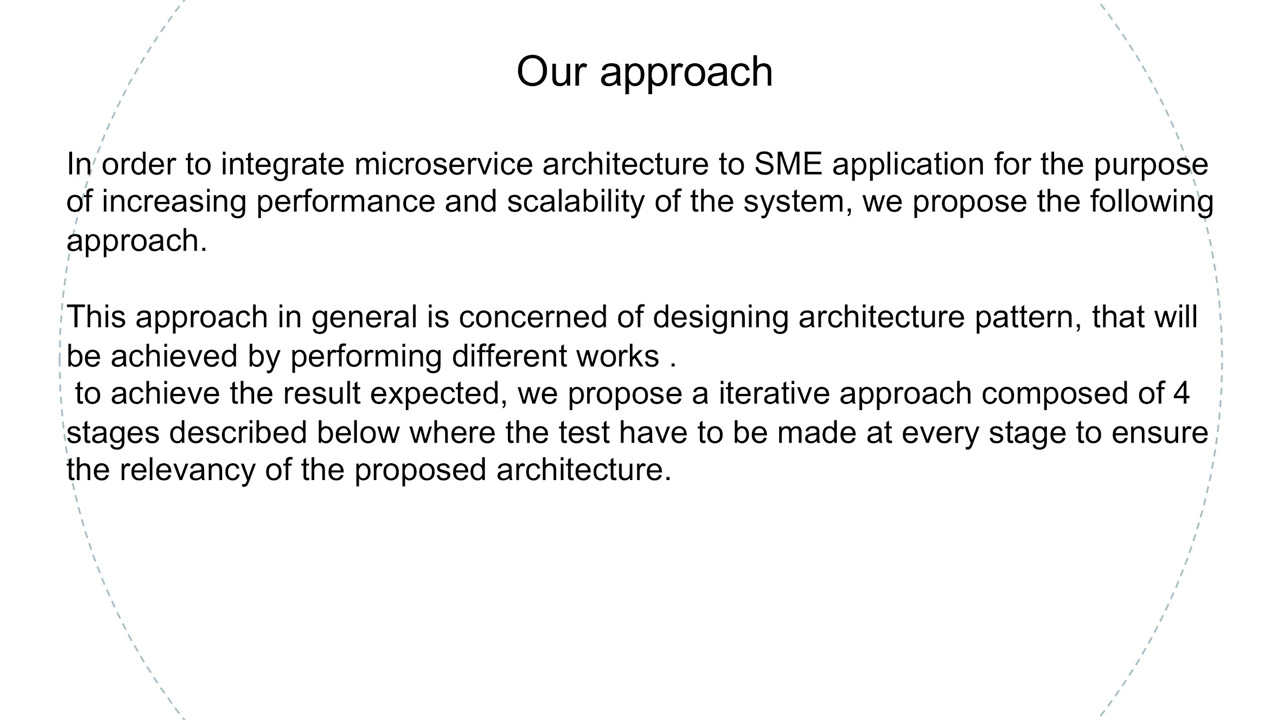 Our approach
In order to integrate microservice architecture to SME application for the purpose
of increasing performance and scalability of the system, we propose the following
approach.
This approach in general is concerned of designing architecture pattern, that will
be achieved by performing different works .
to achieve the result expected, we propose a iterative approach composed of 4
stages described below where the test have to be made at every stage to ensure
the relevancy of the proposed architecture.